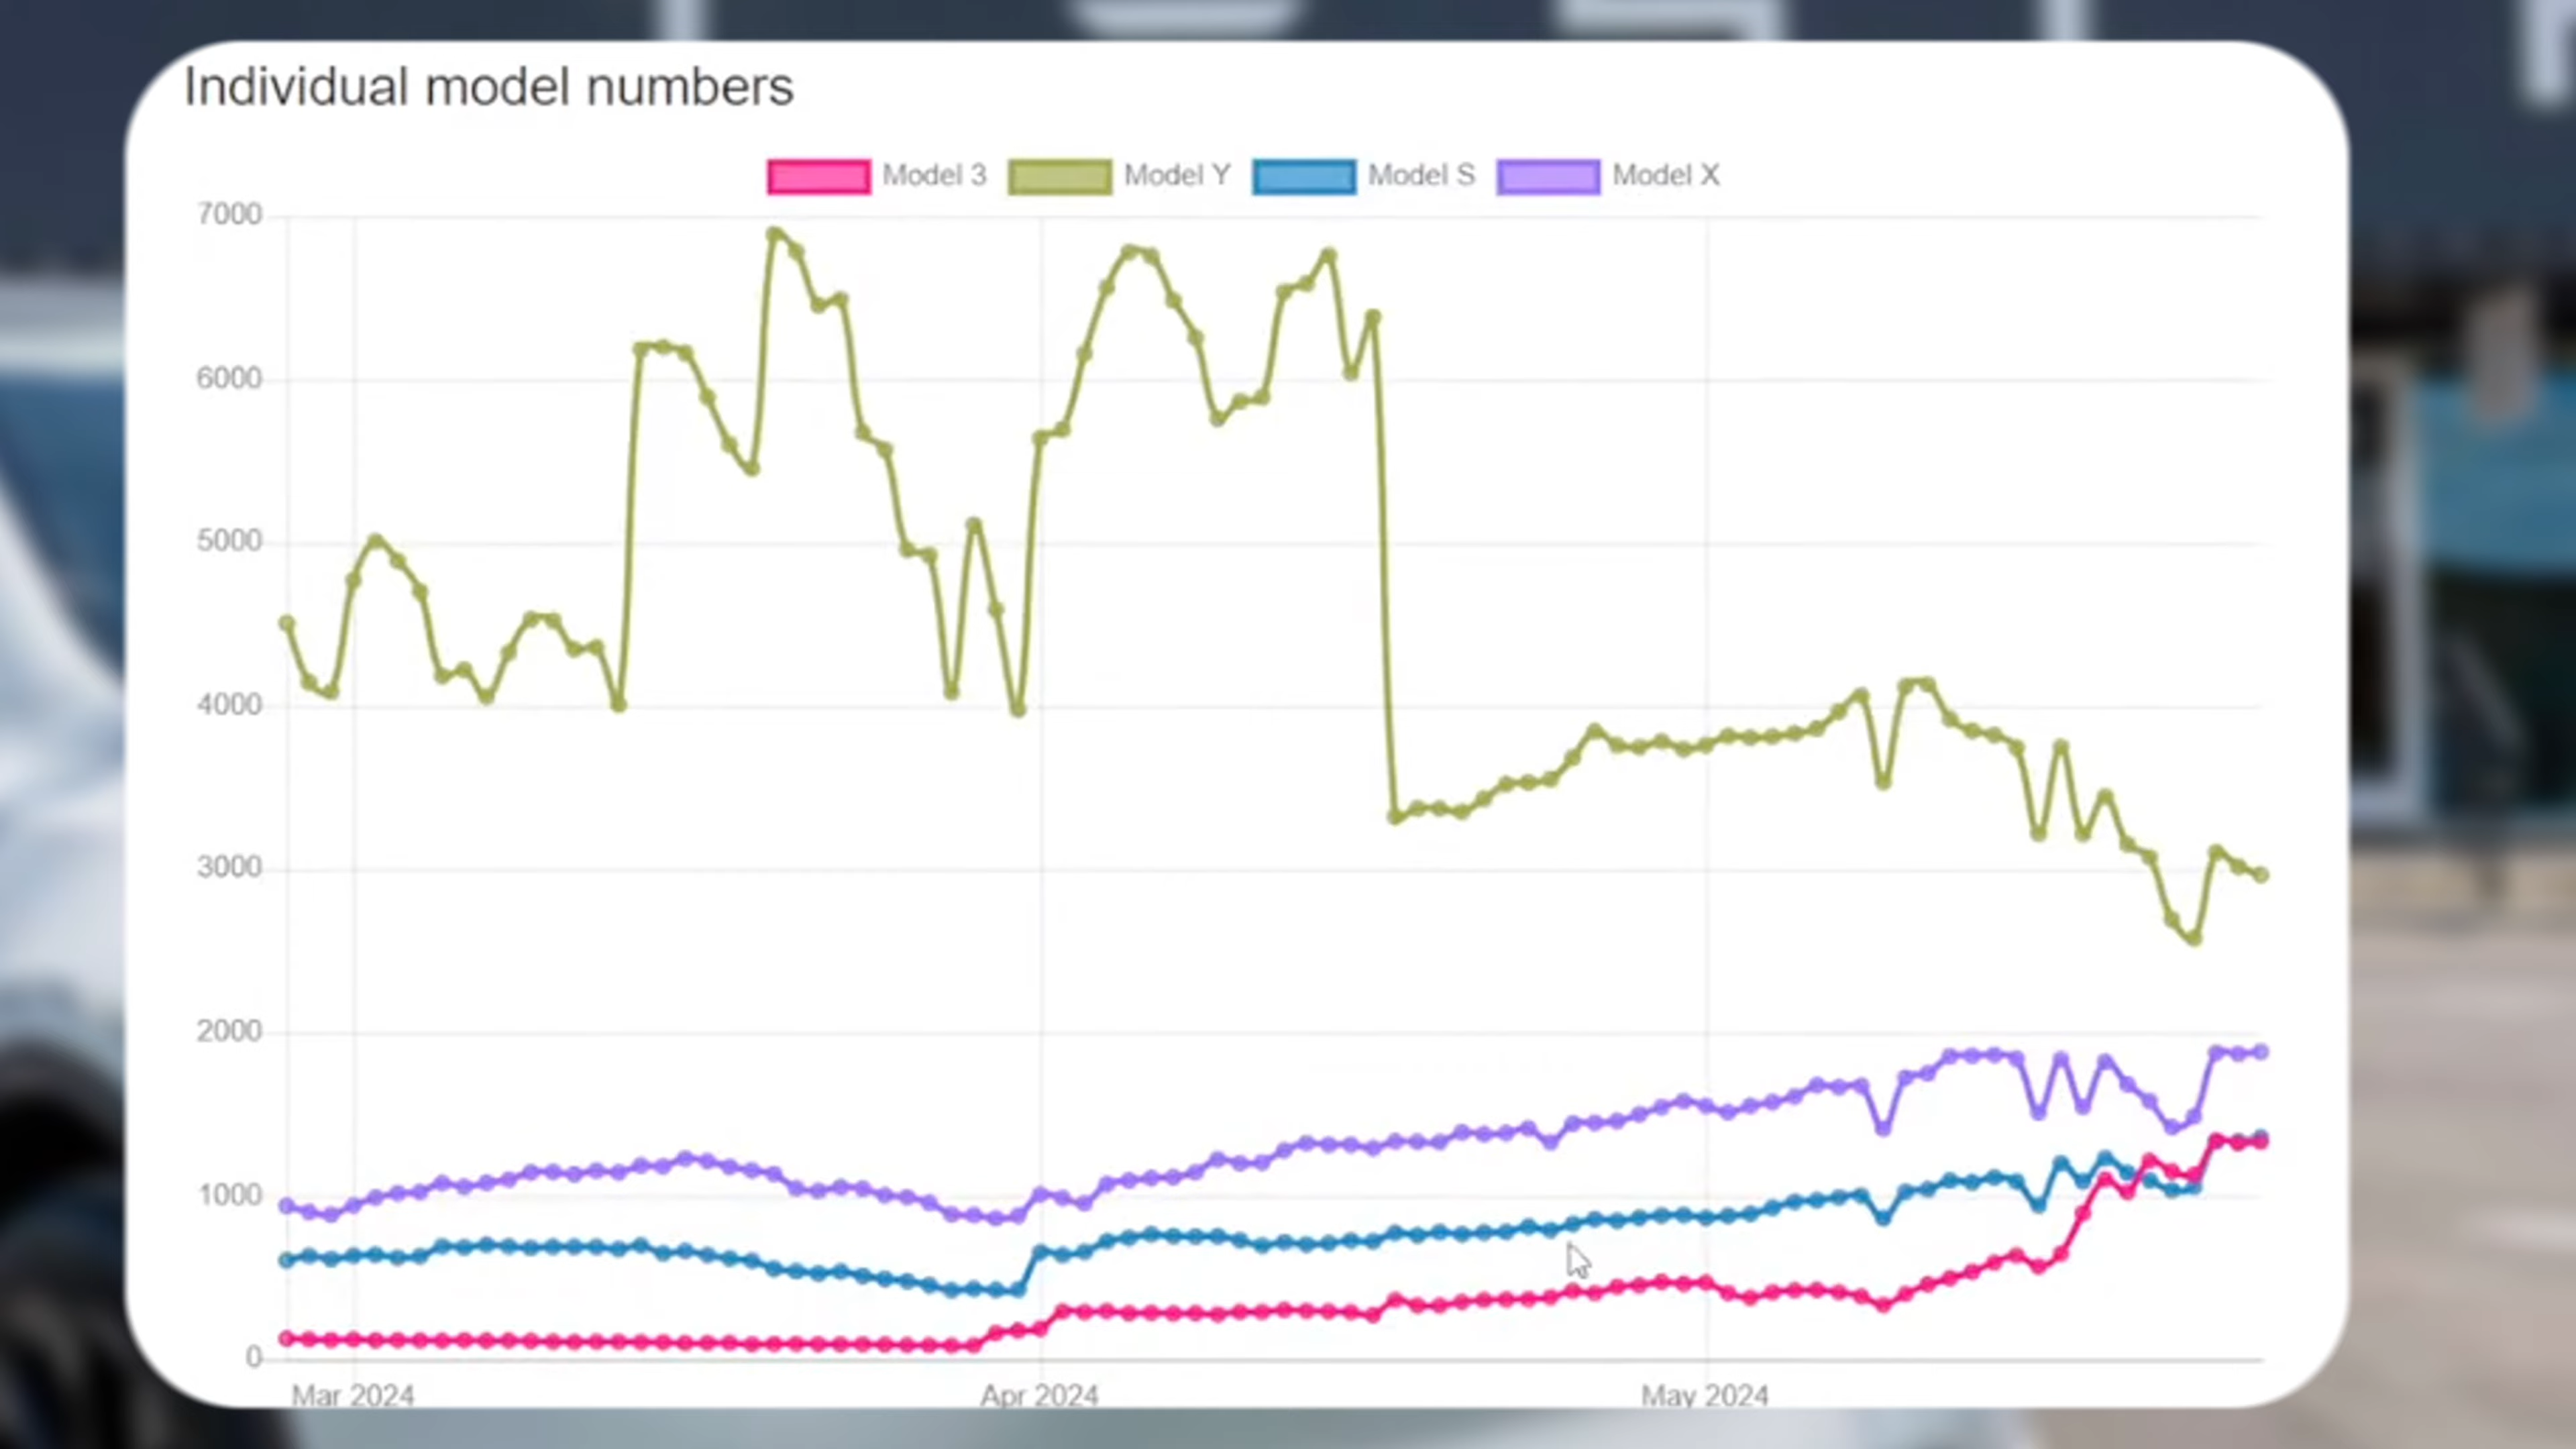 Individual model numbers
Model 3 Model Y Model S Model X
7000
6000
5000
4000
3000
2000
1000
0
Mar 2024 Apr 2024 May 2024